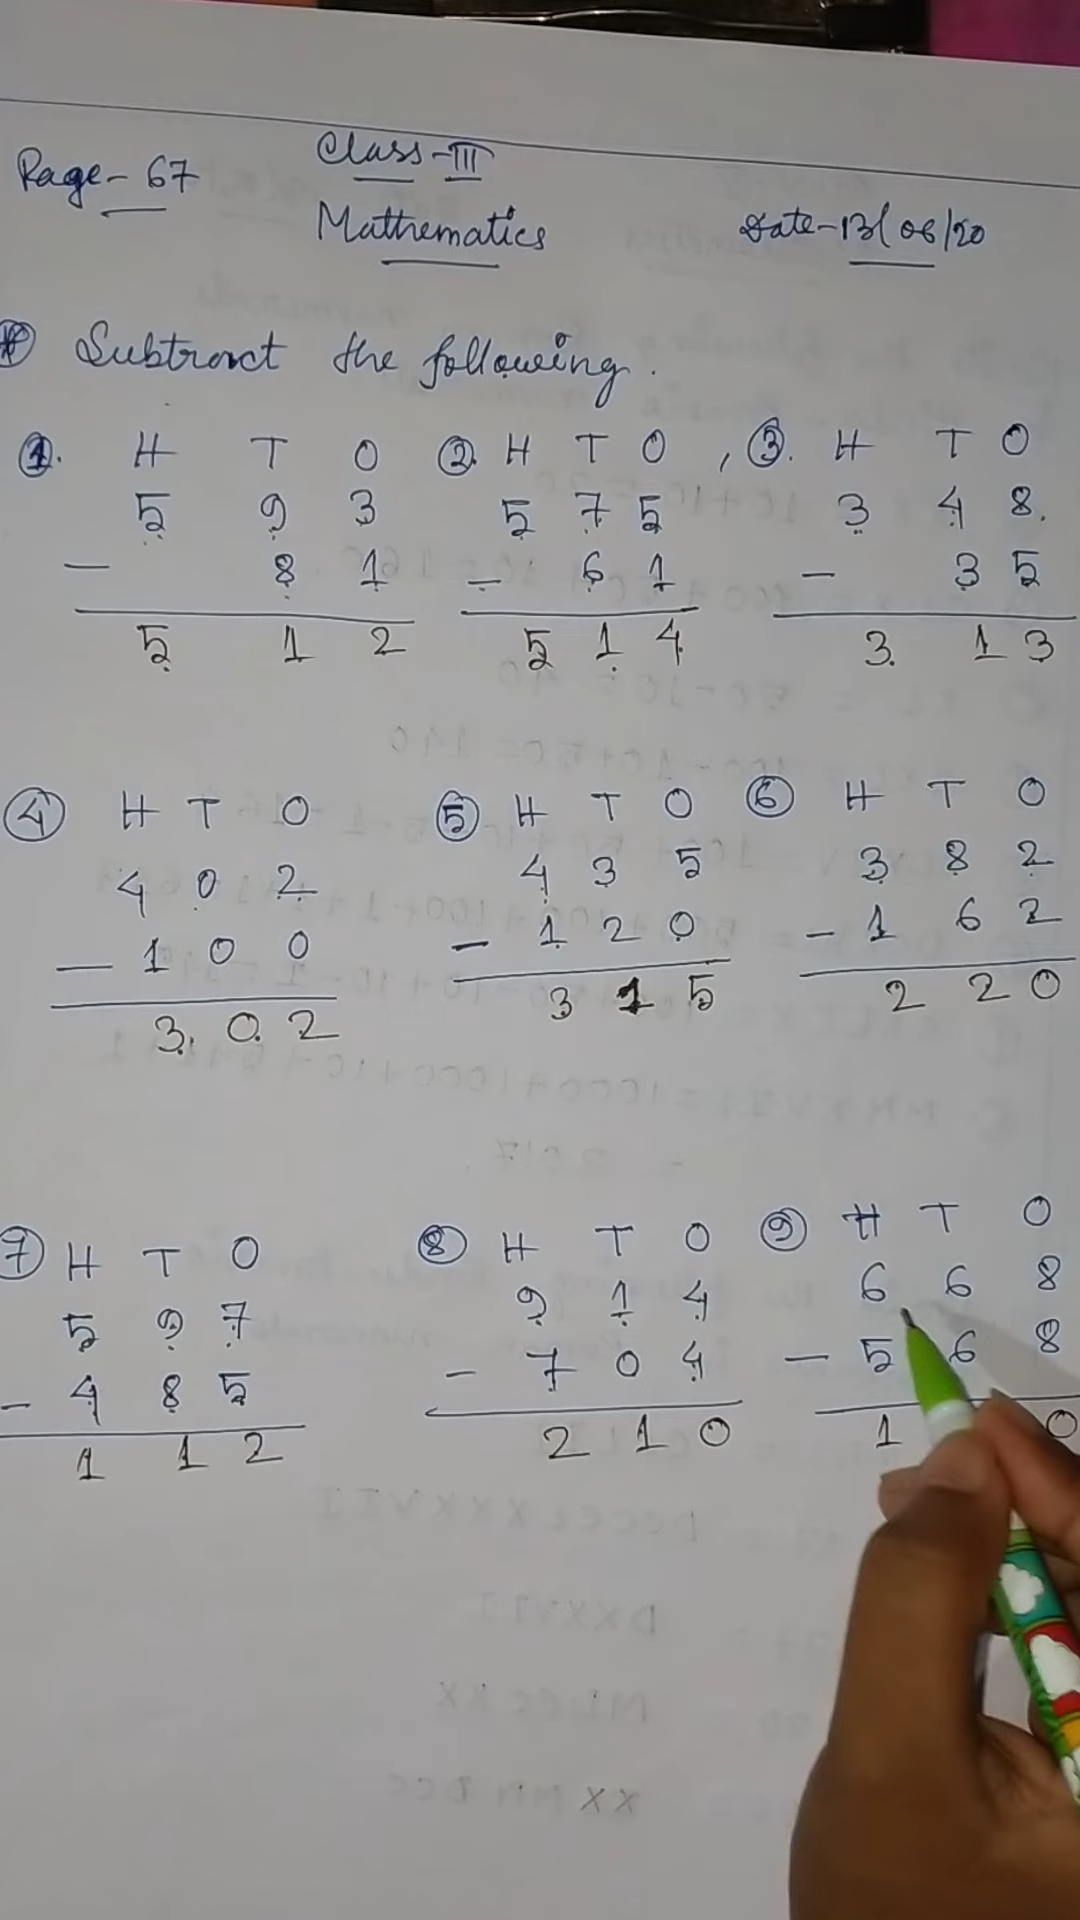 Page - 67
Class - III
Mathematics
Date - 13/06/20
Subtract the following.
1. H T O
5 9 3
- 8 1
5 1 2
2. H T O
5 7 5
- 6 1
5 1 4
, 3. H T O
3 4 8
- 3 5
3 1 3
4 H T O
4 0 2
- 1 0 0
3 0 2
5 H T O
4 3 5
- 1 2 0
3 1 5
6 H T O
3 8 2
- 1 6 2
2 2 0
7 H T O
5 9 7
- 4 8 5
1 1 2
8 H T O
9 1 4
- 7 0 4
2 1 0
9 H T O
6 6 8
- 5 6 8
1 0